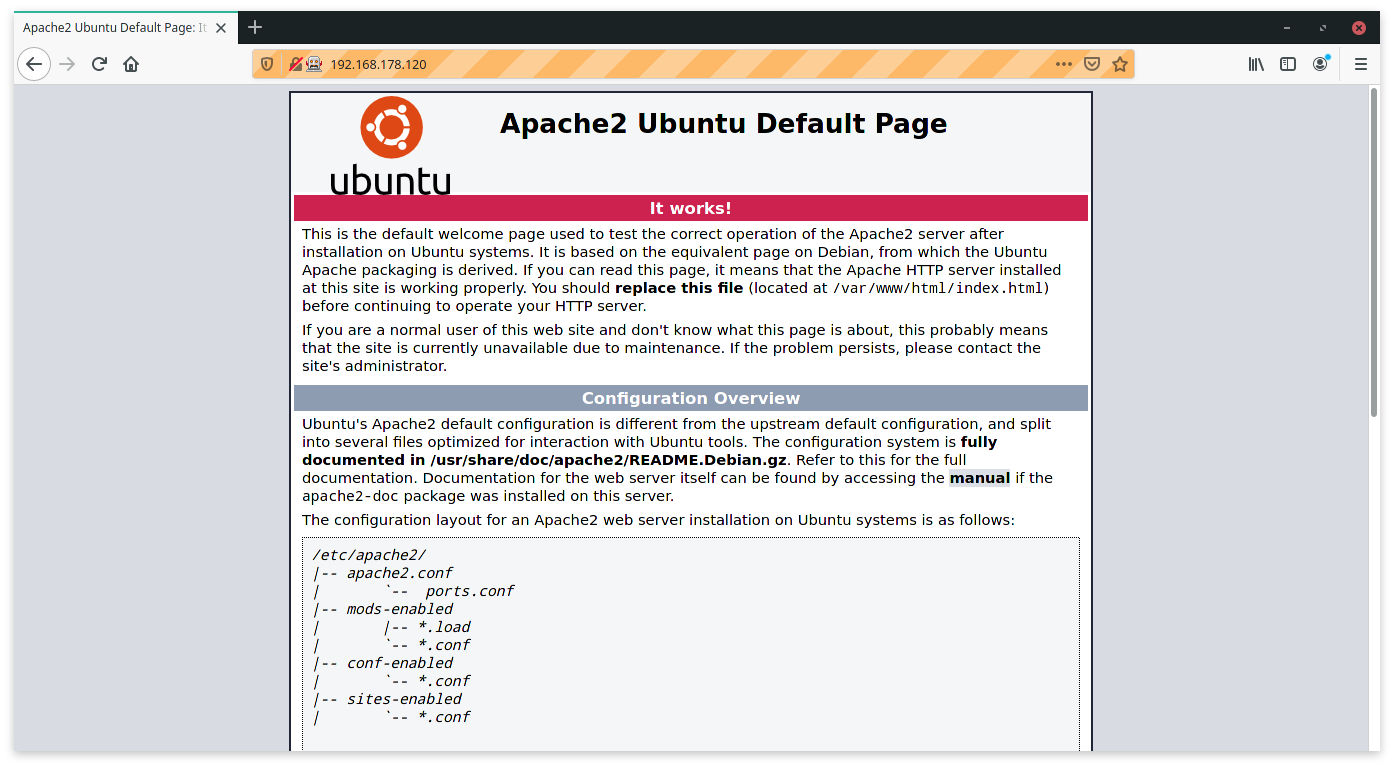 Apache2 Ubuntu Default Page: It
192.168.178.120
ubuntu
Apache2 Ubuntu Default Page
It works!
This is the default welcome page used to test the correct operation of the Apache2 server after
installation on Ubuntu systems. It is based on the equivalent page on Debian, from which the Ubuntu
Apache packaging is derived. If you can read this page, it means that the Apache HTTP server installed
at this site is working properly. You should replace this file (located at /var/www/html/index.html)
before continuing to operate your HTTP server.
If you are a normal user of this web site and don't know what this page is about, this probably means
that the site is currently unavailable due to maintenance. If the problem persists, please contact the
site's administrator.
Configuration Overview
Ubuntu's Apache2 default configuration is different from the upstream default configuration, and split
into several files optimized for interaction with Ubuntu tools. The configuration system is fully
documented in /usr/share/doc/apache2/README.Debian.gz. Refer to this for the full
documentation. Documentation for the web server itself can be found by accessing the manual if the
apache2-doc package was installed on this server.
The configuration layout for an Apache2 web server installation on Ubuntu systems is as follows:
/etc/apache2/
|-- apache2.conf
|       `--  ports.conf
|-- mods-enabled
|       |-- *.load
|       `-- *.conf
|-- conf-enabled
|       `-- *.conf
|-- sites-enabled
|       `-- *.conf